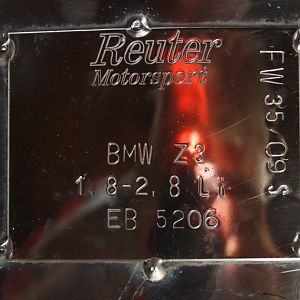 Reuter
Motorsport
BMW Z3
1,8-2,8 L
EB 5206
FW 35 09 S